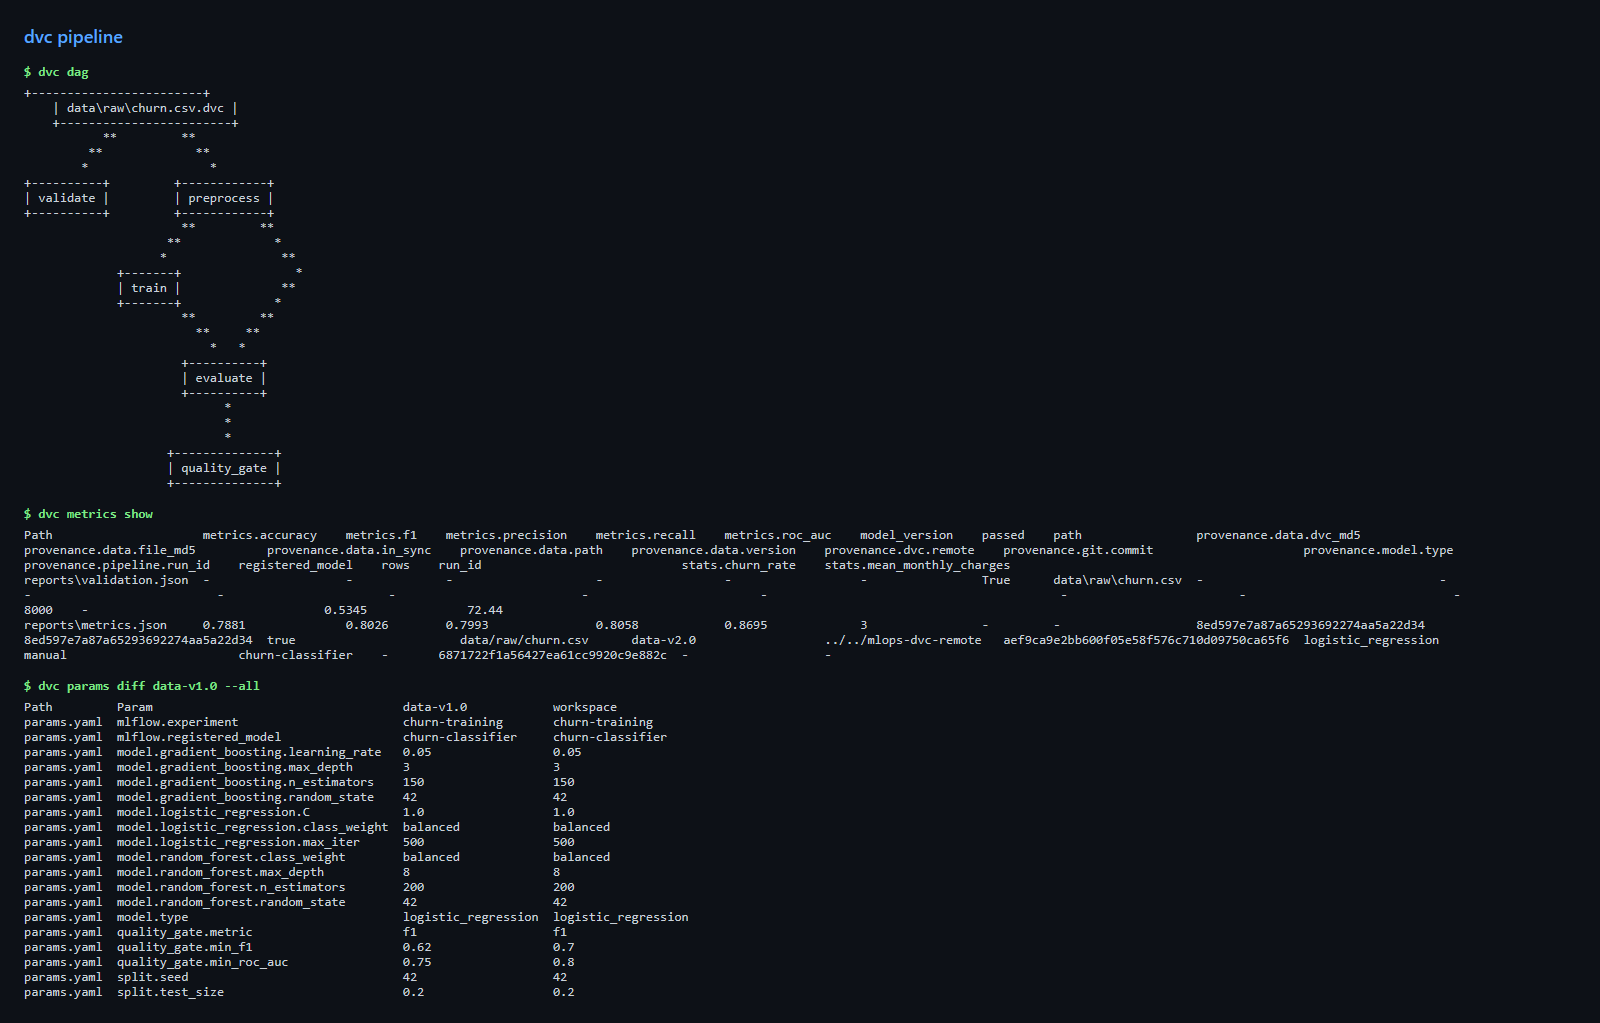 dvc pipeline
$ dvc dag
+------------------------+
    | data\raw\churn.csv.dvc |
    +------------------------+
           **         **
         **             **
        *                 *
+----------+         +------------+
| validate |         | preprocess |
+----------+         +------------+
                      **         **
                    **             *
                   *                **
             +-------+                *
             | train |              **
             +-------+             *
                      **         **
                        **     **
                          *   *
                      +----------+
                      | evaluate |
                      +----------+
                            *
                            *
                            *
                    +--------------+
                    | quality_gate |
                    +--------------+
$ dvc metrics show
Path                     metrics.accuracy    metrics.f1    metrics.precision    metrics.recall    metrics.roc_auc    model_version    passed    path                provenance.data.dvc_md5
provenance.data.file_md5          provenance.data.in_sync    provenance.data.path    provenance.data.version    provenance.dvc.remote    provenance.git.commit                     provenance.model.type
provenance.pipeline.run_id    registered_model    rows    run_id                                  stats.churn_rate    stats.mean_monthly_charges
reports\validation.json  -                   -             -                    -                 -                  -                True      data\raw\churn.csv  -                                 -
-                          -                       -                          -                        -                                         -                        -                             -
8000    -                                 0.5345              72.44
reports\metrics.json     0.7881              0.8026        0.7993               0.8058            0.8695             3                -         -                   8ed597e7a87a65293692274aa5a22d34
8ed597e7a87a65293692274aa5a22d34  true                       data/raw/churn.csv      data-v2.0                  ../../mlops-dvc-remote   aef9ca9e2bb600f05e58f576c710d09750ca65f6  logistic_regression
manual                        churn-classifier    -       6871722f1a56427ea61cc9920c9e882c  -                   -
$ dvc params diff data-v1.0 --all
Path         Param                                   data-v1.0            workspace
params.yaml  mlflow.experiment                       churn-training       churn-training
params.yaml  mlflow.registered_model                 churn-classifier     churn-classifier
params.yaml  model.gradient_boosting.learning_rate   0.05                 0.05
params.yaml  model.gradient_boosting.max_depth       3                    3
params.yaml  model.gradient_boosting.n_estimators    150                  150
params.yaml  model.gradient_boosting.random_state    42                   42
params.yaml  model.logistic_regression.C             1.0                  1.0
params.yaml  model.logistic_regression.class_weight  balanced             balanced
params.yaml  model.logistic_regression.max_iter      500                  500
params.yaml  model.random_forest.class_weight        balanced             balanced
params.yaml  model.random_forest.max_depth           8                    8
params.yaml  model.random_forest.n_estimators        200                  200
params.yaml  model.random_forest.random_state        42                   42
params.yaml  model.type                              logistic_regression  logistic_regression
params.yaml  quality_gate.metric                     f1                   f1
params.yaml  quality_gate.min_f1                     0.62                 0.7
params.yaml  quality_gate.min_roc_auc                0.75                 0.8
params.yaml  split.seed                              42                   42
params.yaml  split.test_size                         0.2                  0.2